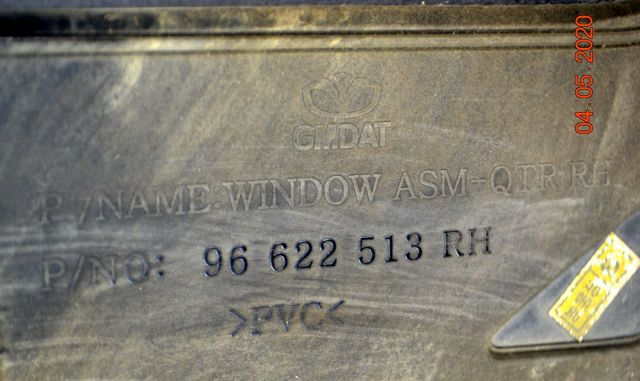 04.05.2020
GMDAT
P/NAME:WINDOW ASM-QTR RH
P/NO: 96 622 513 RH
>PVC<